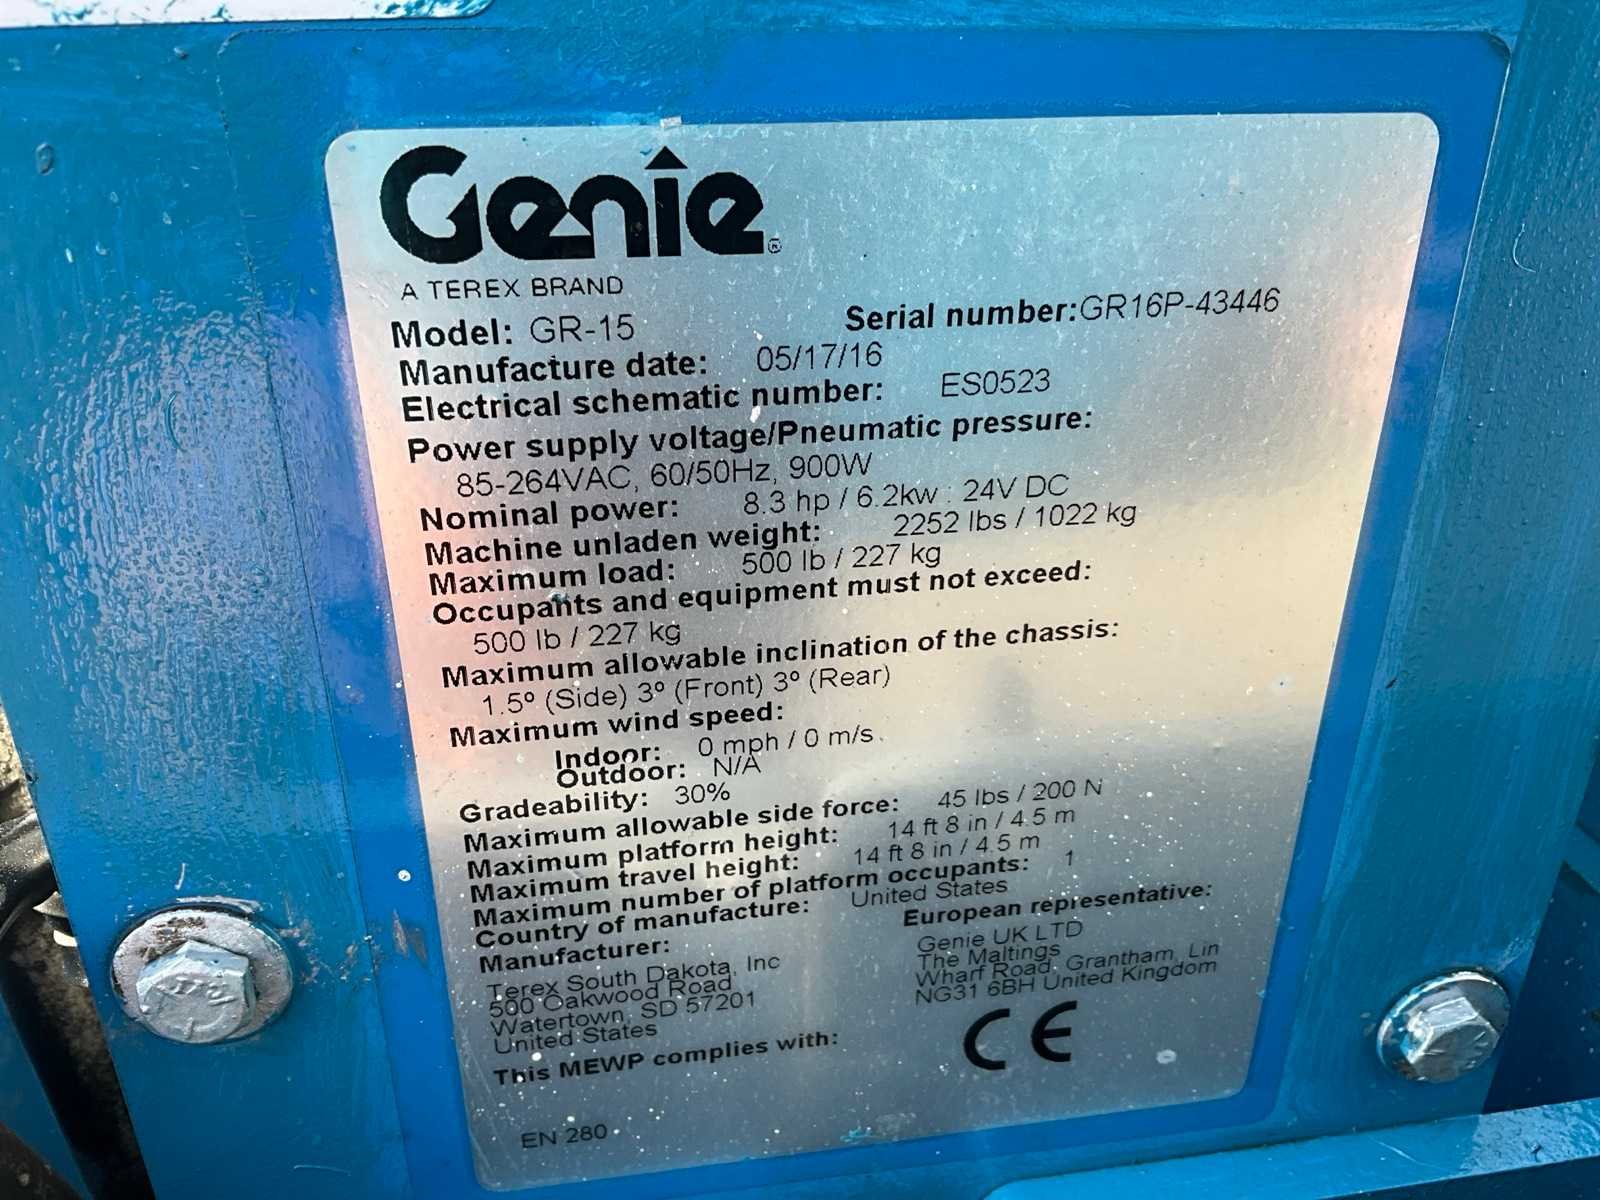 Genie®
A TEREX BRAND
Model: GR-15
Serial number:GR16P-43446
Manufacture date: 05/17/16
Electrical schematic number: ES0523
Power supply voltage/Pneumatic pressure:
85-264VAC, 60/50Hz, 900W
Nominal power: 8.3 hp / 6.2kw : 24V DC
Machine unladen weight: 2252 lbs / 1022 kg
Maximum load: 500 lb / 227 kg
Occupants and equipment must not exceed:
500 lb / 227 kg
Maximum allowable inclination of the chassis:
1.5º (Side) 3º (Front) 3º (Rear)
Maximum wind speed:
Indoor: 0 mph / 0 m/s
Outdoor: N/A
Gradeability: 30%
Maximum allowable side force: 45 lbs / 200 N
Maximum platform height: 14 ft 8 in / 4.5 m
Maximum travel height: 14 ft 8 in / 4.5 m
Maximum number of platform occupants: 1
Country of manufacture: United States
Manufacturer:
Terex South Dakota, Inc
500 Oakwood Road
Watertown, SD 57201
United States
European representative:
Genie UK LTD
The Maltings
Wharf Road, Grantham, Lin
NG31 6BH United Kingdom
This MEWP complies with:
CE
EN 280